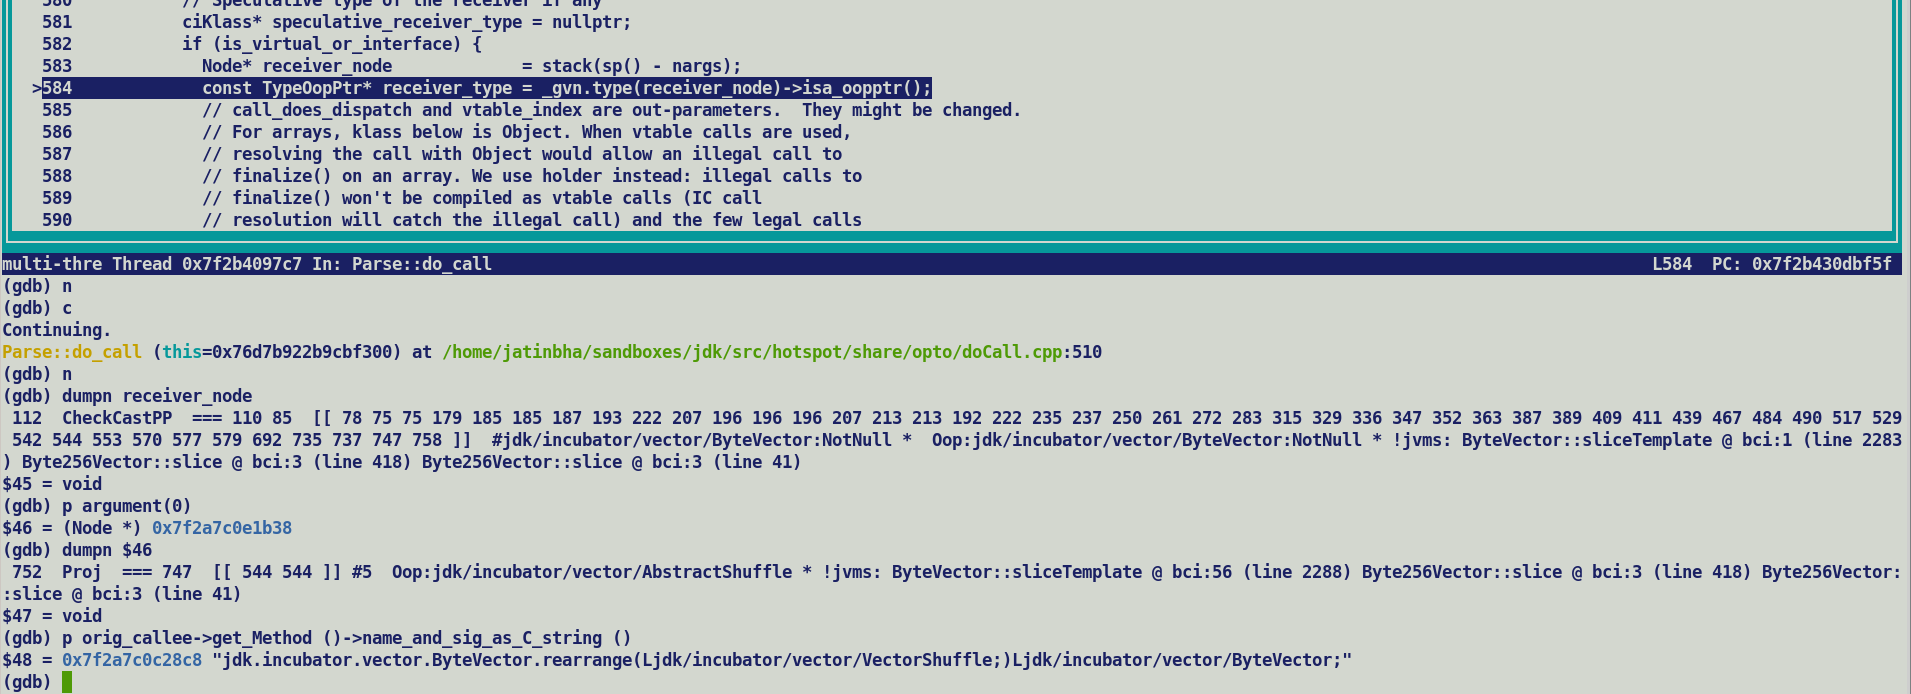 580           // Speculative type of the receiver if any
581           ciKlass* speculative_receiver_type = nullptr;
582           if (is_virtual_or_interface) {
583             Node* receiver_node             = stack(sp() - nargs);
>584             const TypeOopPtr* receiver_type = _gvn.type(receiver_node)->isa_oopptr();
585             // call_does_dispatch and vtable_index are out-parameters.  They might be changed.
586             // For arrays, klass below is Object. When vtable calls are used,
587             // resolving the call with Object would allow an illegal call to
588             // finalize() on an array. We use holder instead: illegal calls to
589             // finalize() won't be compiled as vtable calls (IC call
590             // resolution will catch the illegal call) and the few legal calls
multi-thre Thread 0x7f2b4097c7 In: Parse::do_call                L584  PC: 0x7f2b430dbf5f
(gdb) n
(gdb) c
Continuing.
Parse::do_call (this=0x76d7b922b9cbf300) at /home/jatinbha/sandboxes/jdk/src/hotspot/share/opto/doCall.cpp:510
(gdb) n
(gdb) dumpn receiver_node
 112  CheckCastPP  === 110 85  [[ 78 75 75 179 185 185 187 193 222 207 196 196 196 207 213 213 192 222 235 237 250 261 272 283 315 329 336 347 352 363 387 389 409 411 439 467 484 490 517 529
 542 544 553 570 577 579 692 735 737 747 758 ]]  #jdk/incubator/vector/ByteVector:NotNull *  Oop:jdk/incubator/vector/ByteVector:NotNull * !jvms: ByteVector::sliceTemplate @ bci:1 (line 2283
) Byte256Vector::slice @ bci:3 (line 418) Byte256Vector::slice @ bci:3 (line 41)
$45 = void
(gdb) p argument(0)
$46 = (Node *) 0x7f2a7c0e1b38
(gdb) dumpn $46
 752  Proj  === 747  [[ 544 544 ]] #5  Oop:jdk/incubator/vector/AbstractShuffle * !jvms: ByteVector::sliceTemplate @ bci:56 (line 2288) Byte256Vector::slice @ bci:3 (line 418) Byte256Vector:
:slice @ bci:3 (line 41)
$47 = void
(gdb) p orig_callee->get_Method ()->name_and_sig_as_C_string ()
$48 = 0x7f2a7c0c28c8 "jdk.incubator.vector.ByteVector.rearrange(Ljdk/incubator/vector/VectorShuffle;)Ljdk/incubator/vector/ByteVector;"
(gdb)